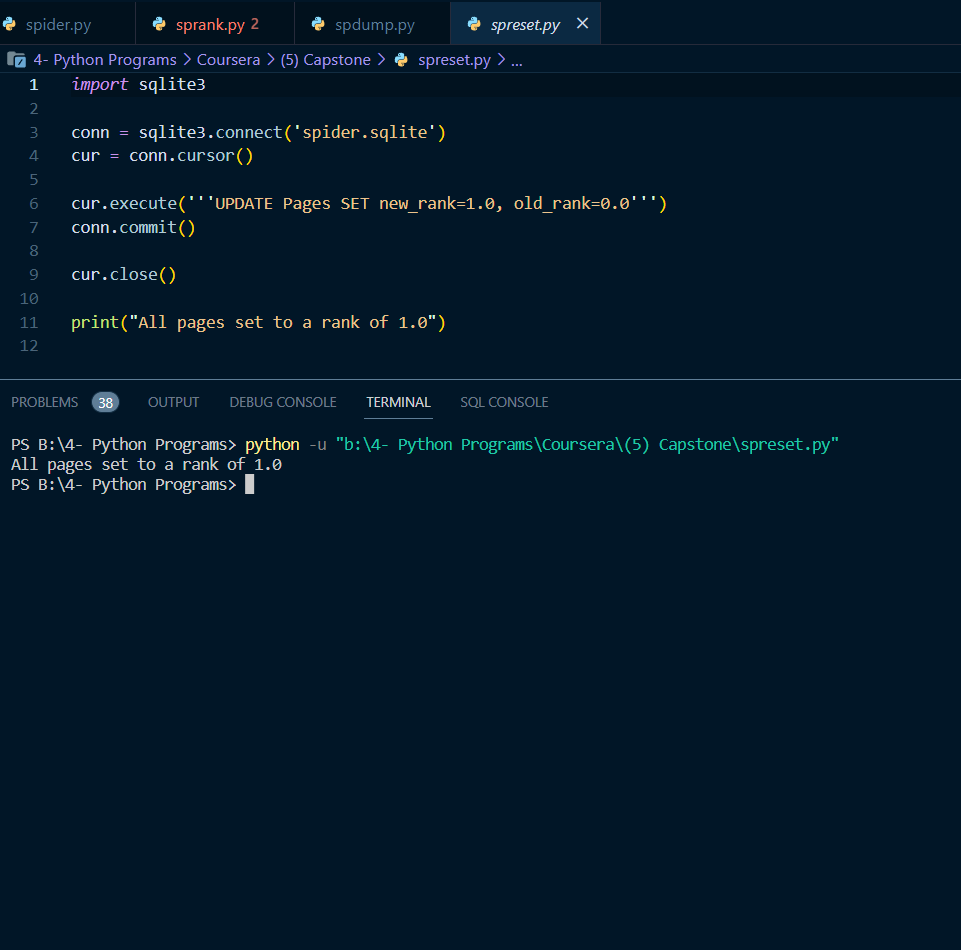 spider.py sprank.py 2 spdump.py spreset.py
4- Python Programs > Coursera > (5) Capstone > spreset.py > ...
1 import sqlite3
2
3 conn = sqlite3.connect('spider.sqlite')
4 cur = conn.cursor()
5
6 cur.execute('''UPDATE Pages SET new_rank=1.0, old_rank=0.0''')
7 conn.commit()
8
9 cur.close()
10
11 print("All pages set to a rank of 1.0")
12
PROBLEMS 38 OUTPUT DEBUG CONSOLE TERMINAL SQL CONSOLE
PS B:\4- Python Programs> python -u "b:\4- Python Programs\Coursera\(5) Capstone\spreset.py"
All pages set to a rank of 1.0
PS B:\4- Python Programs>